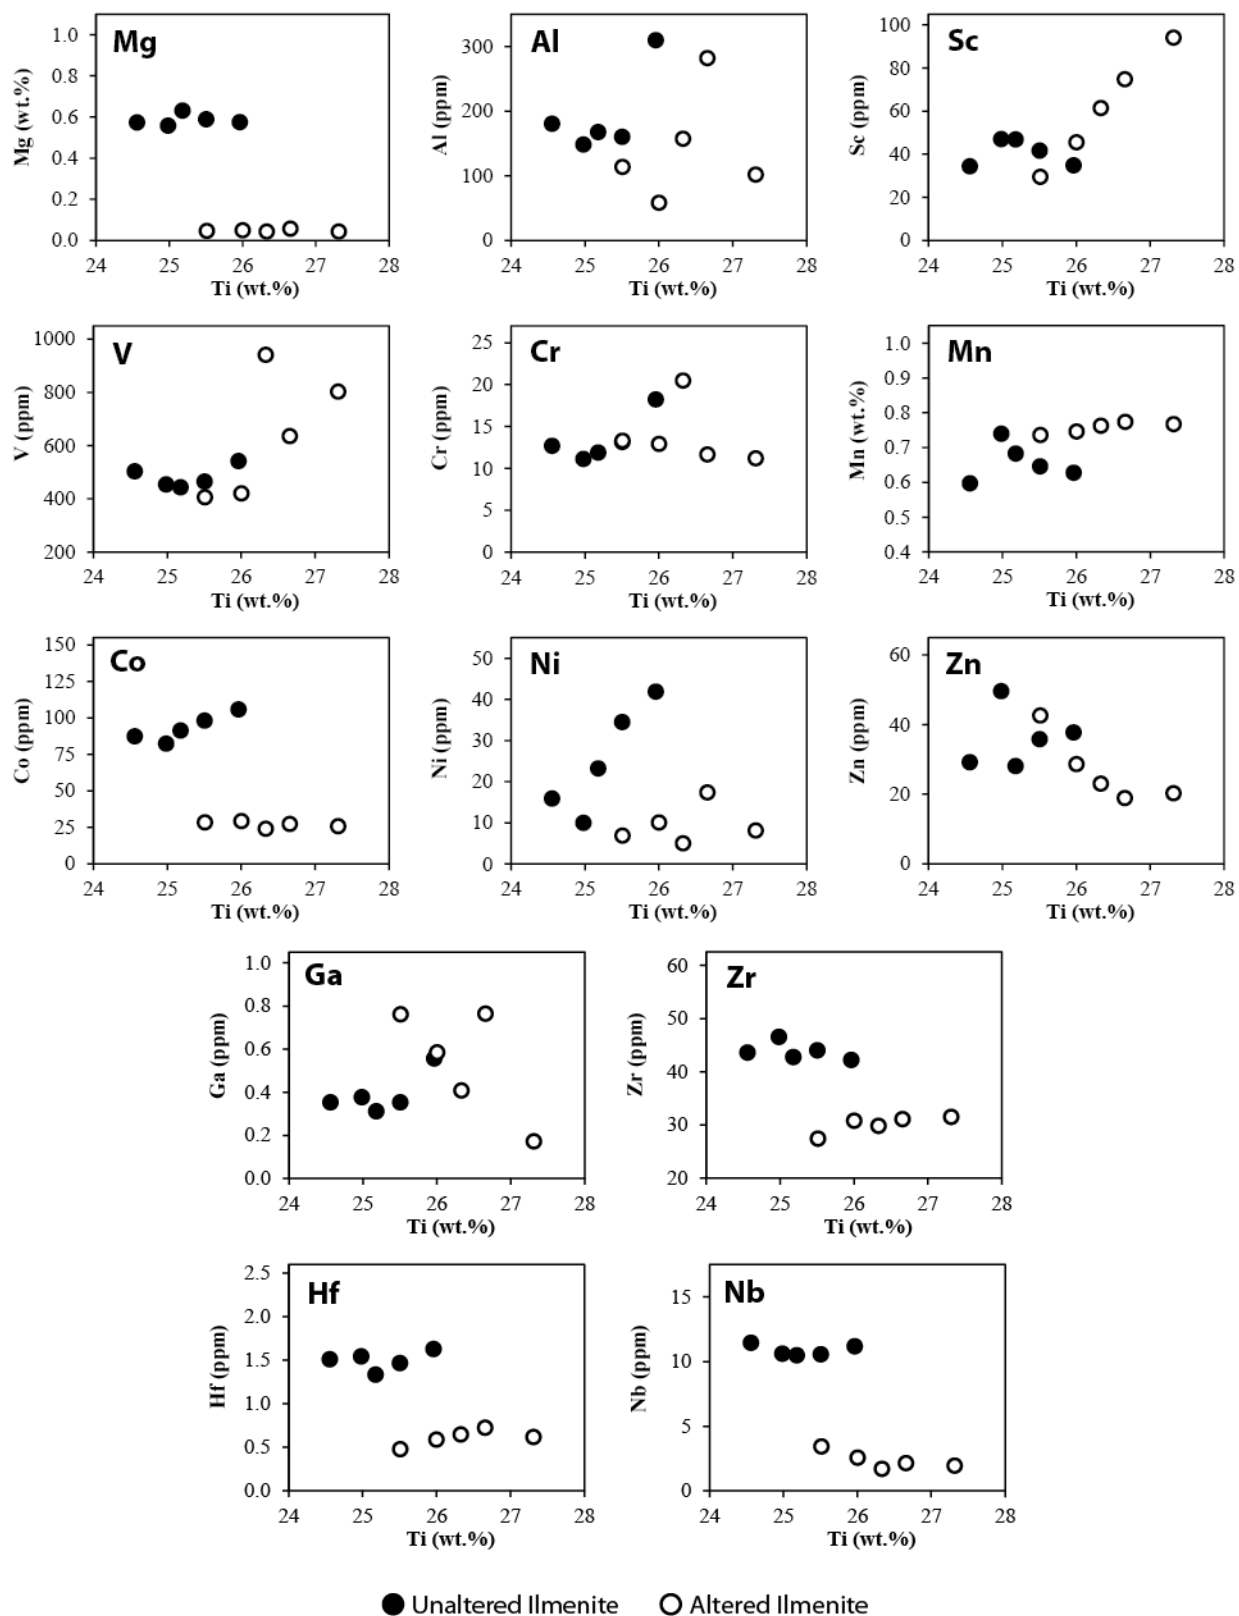 Mg
Mg (wt.%)
1.0
0.8
0.6
0.4
0.2
0.0
24 25 26 27 28
Ti (wt.%)
Al
Al (ppm)
300
200
100
0
24 25 26 27 28
Ti (wt.%)
Sc
Sc (ppm)
100
80
60
40
20
0
24 25 26 27 28
Ti (wt.%)
V
V (ppm)
1000
800
600
400
200
24 25 26 27 28
Ti (wt.%)
Cr
Cr (ppm)
25
20
15
10
5
0
24 25 26 27 28
Ti (wt.%)
Mn
Mn (wt.%)
1.0
0.9
0.8
0.7
0.6
0.5
0.4
24 25 26 27 28
Ti (wt.%)
Co
Co (ppm)
150
125
100
75
50
25
0
24 25 26 27 28
Ti (wt.%)
Ni
Ni (ppm)
50
40
30
20
10
0
24 25 26 27 28
Ti (wt.%)
Zn
Zn (ppm)
60
40
20
0
24 25 26 27 28
Ti (wt.%)
Ga
Ga (ppm)
1.0
0.8
0.6
0.4
0.2
0.0
24 25 26 27 28
Ti (wt.%)
Zr
Zr (ppm)
60
50
40
30
20
24 25 26 27 28
Ti (wt.%)
Hf
Hf (ppm)
2.5
2.0
1.5
1.0
0.5
0.0
24 25 26 27 28
Ti (wt.%)
Nb
Nb (ppm)
15
10
5
0
24 25 26 27 28
Ti (wt.%)
Unaltered Ilmenite Altered Ilmenite